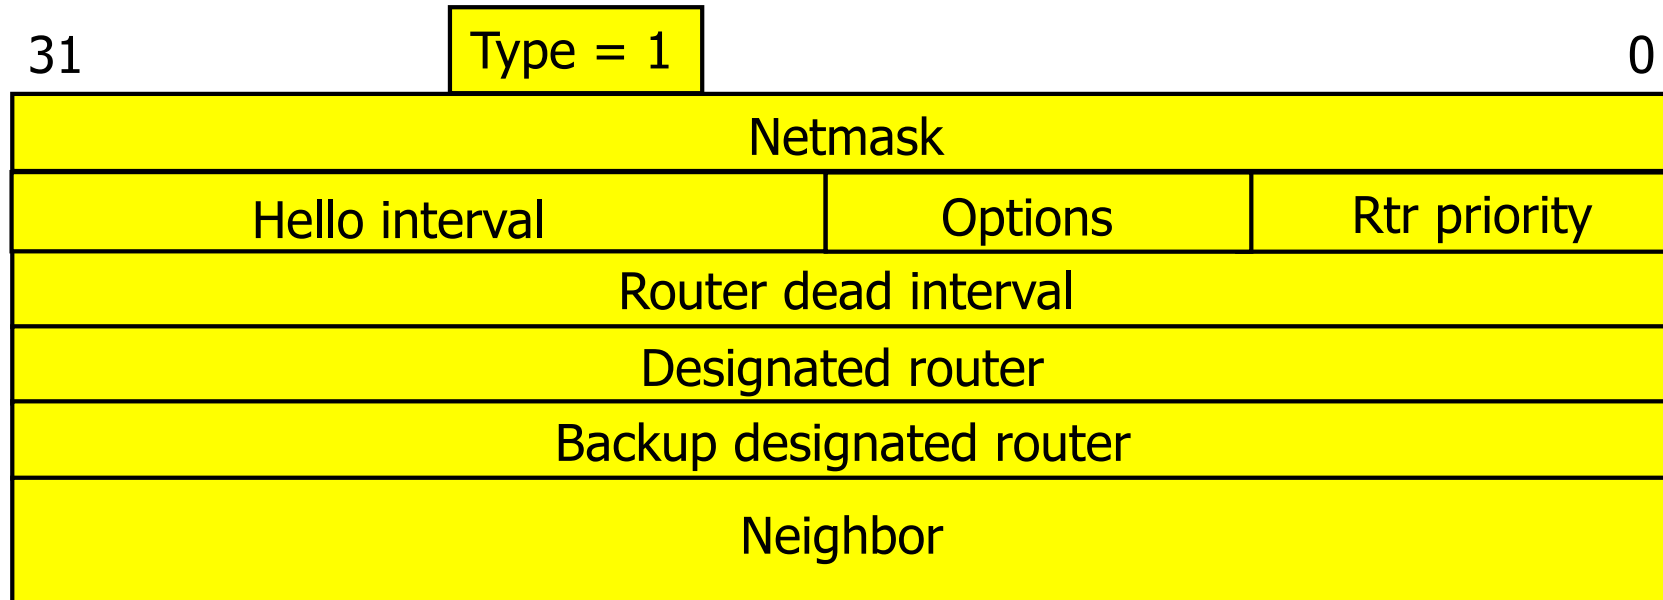 31
Type = 1
0
Netmask
Hello interval
Options
Rtr priority
Router dead interval
Designated router
Backup designated router
Neighbor